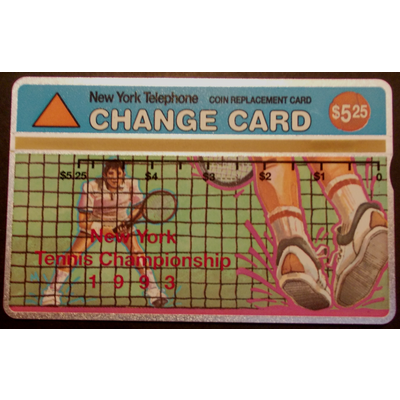 New York Telephone COIN REPLACEMENT CARD
CHANGE CARD
$5.25
$5.25 $4 $3 $2 $1 0
New York
Tennis Championship
1 9 9 3